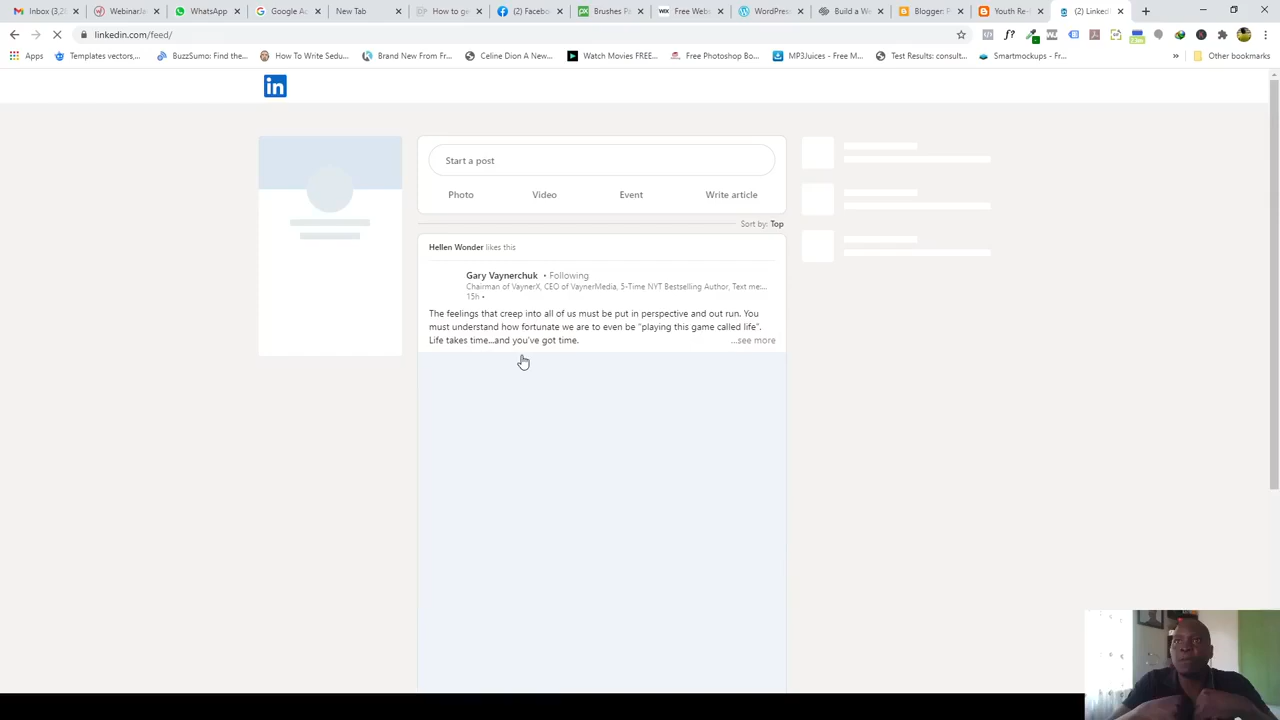 Inbox (3,2
WebinarJa
WhatsApp
Google Ac
New Tab
How to ge
(2) Facebo
Brushes Pa
Free Webs
WordPress
Build a We
Blogger: P
Youth Re-
(2) LinkedI
linkedin.com/feed/
f?
Apps
Templates vectors,...
BuzzSumo: Find the...
How To Write Sedu...
Brand New From Fr...
Celine Dion A New...
Watch Movies FREE...
Free Photoshop Bo...
MP3Juices - Free M...
Test Results: consult...
Smartmockups - Fr...
»
Other bookmarks
in
Start a post
Photo
Video
Event
Write article
Sort by: Top
Hellen Wonder likes this
Gary Vaynerchuk • Following
Chairman of VaynerX, CEO of VaynerMedia, 5-Time NYT Bestselling Author, Text me:...
15h •
The feelings that creep into all of us must be put in perspective and out run. You
must understand how fortunate we are to even be "playing this game called life".
Life takes time...and you've got time.
...see more